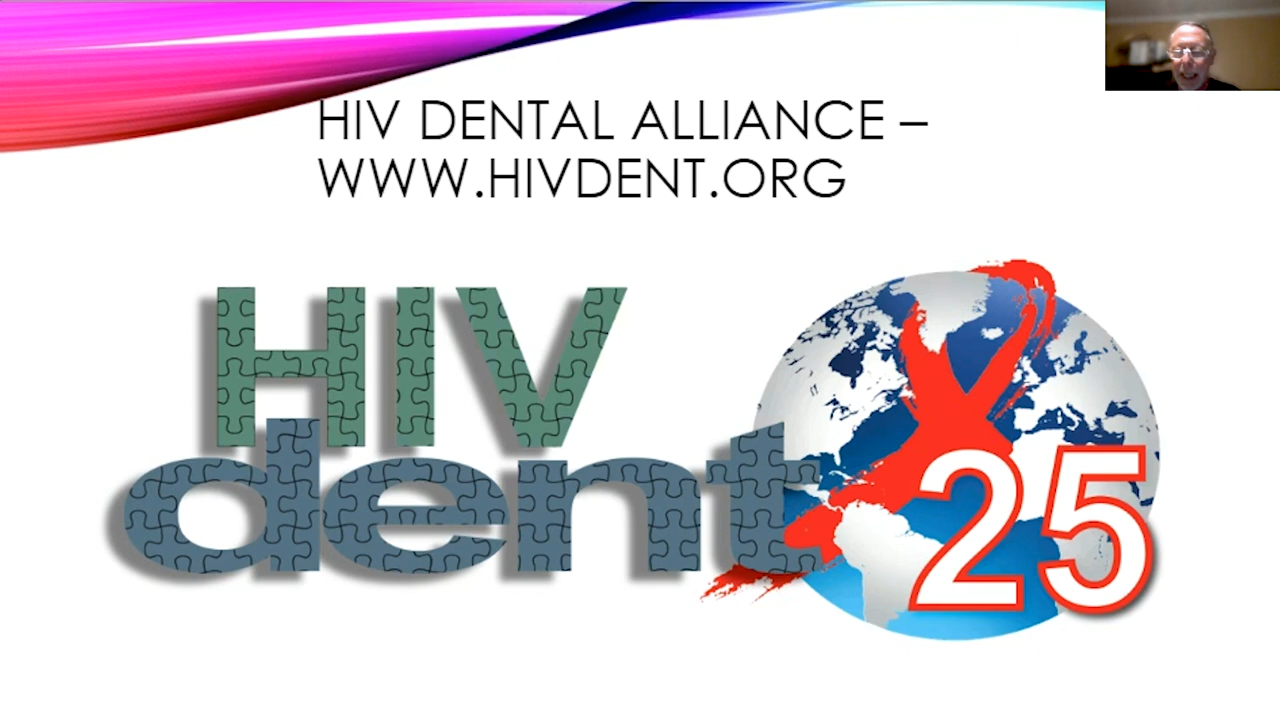 HIV DENTAL ALLIANCE –
WWW.HIVDENT.ORG
HIV
dent
25